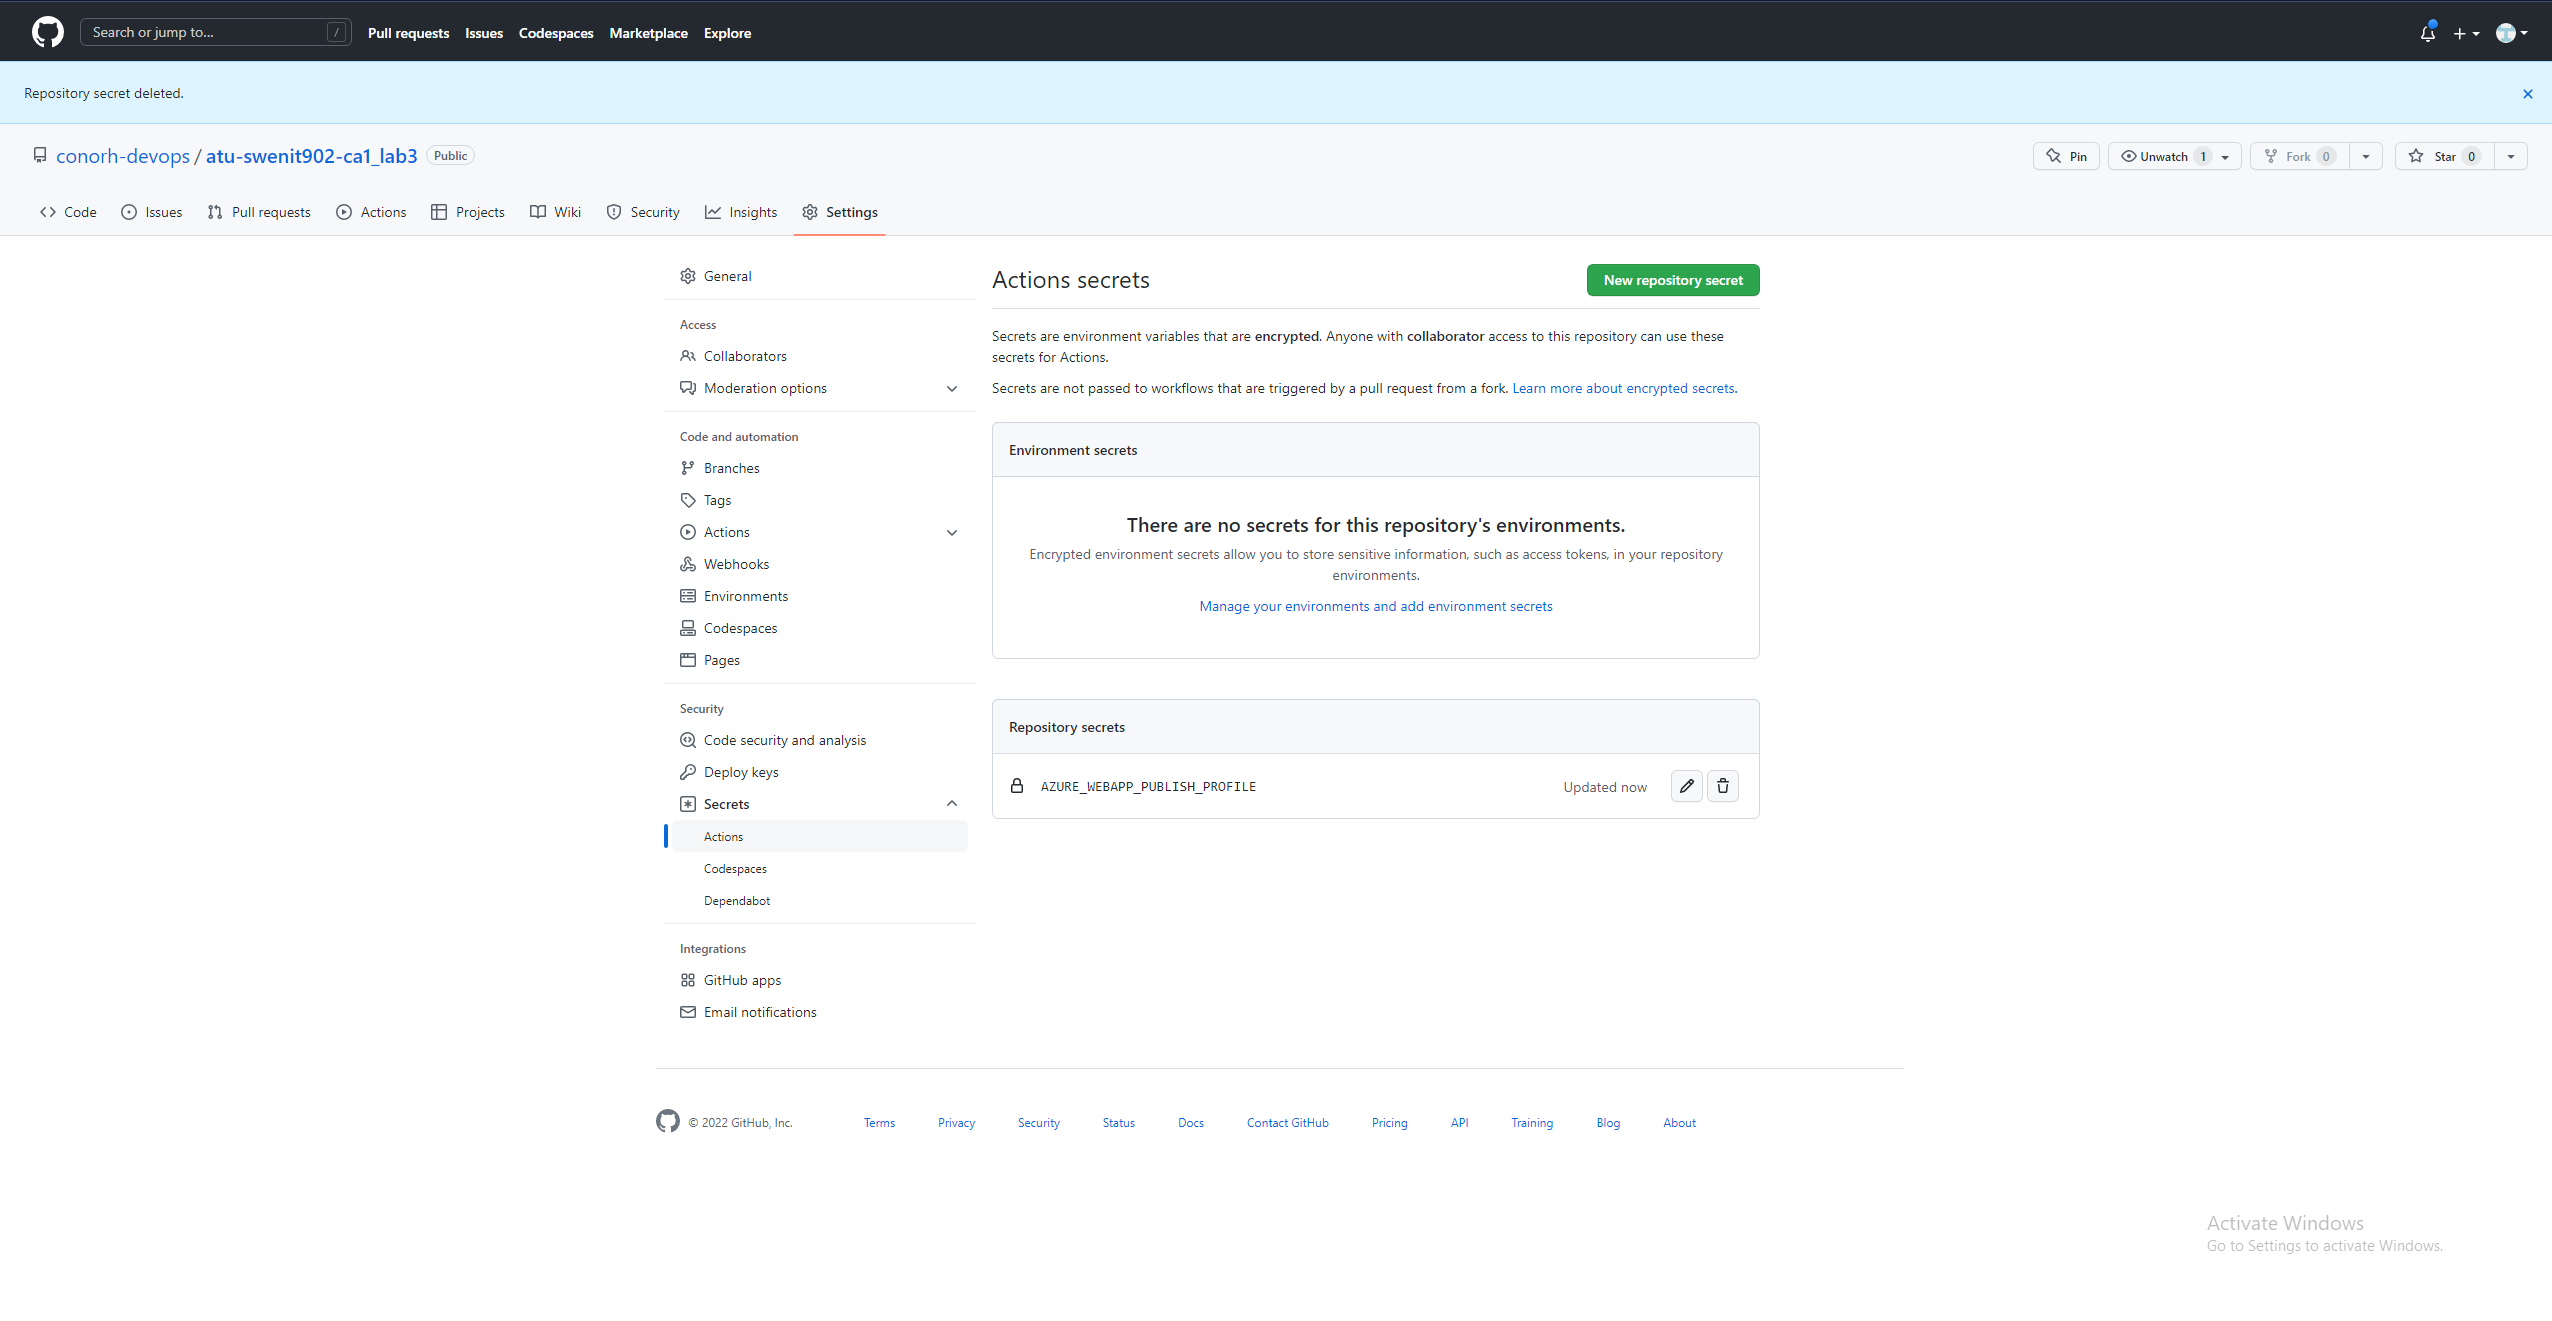 Search or jump to... /
Pull requests Issues Codespaces Marketplace Explore
Repository secret deleted.
conorh-devops / atu-swenit902-ca1_lab3 Public
Pin Unwatch 1 Fork 0 Star 0
Code Issues Pull requests Actions Projects Wiki Security Insights Settings
General
Access
Collaborators
Moderation options
Code and automation
Branches
Tags
Actions
Webhooks
Environments
Codespaces
Pages
Security
Code security and analysis
Deploy keys
Secrets
Actions
Codespaces
Dependabot
Integrations
GitHub apps
Email notifications
Actions secrets
New repository secret
Secrets are environment variables that are encrypted. Anyone with collaborator access to this repository can use these
secrets for Actions.
Secrets are not passed to workflows that are triggered by a pull request from a fork. Learn more about encrypted secrets.
Environment secrets
There are no secrets for this repository's environments.
Encrypted environment secrets allow you to store sensitive information, such as access tokens, in your repository
environments.
Manage your environments and add environment secrets
Repository secrets
AZURE_WEBAPP_PUBLISH_PROFILE Updated now
© 2022 GitHub, Inc. Terms Privacy Security Status Docs Contact GitHub Pricing API Training Blog About
Activate Windows
Go to Settings to activate Windows.